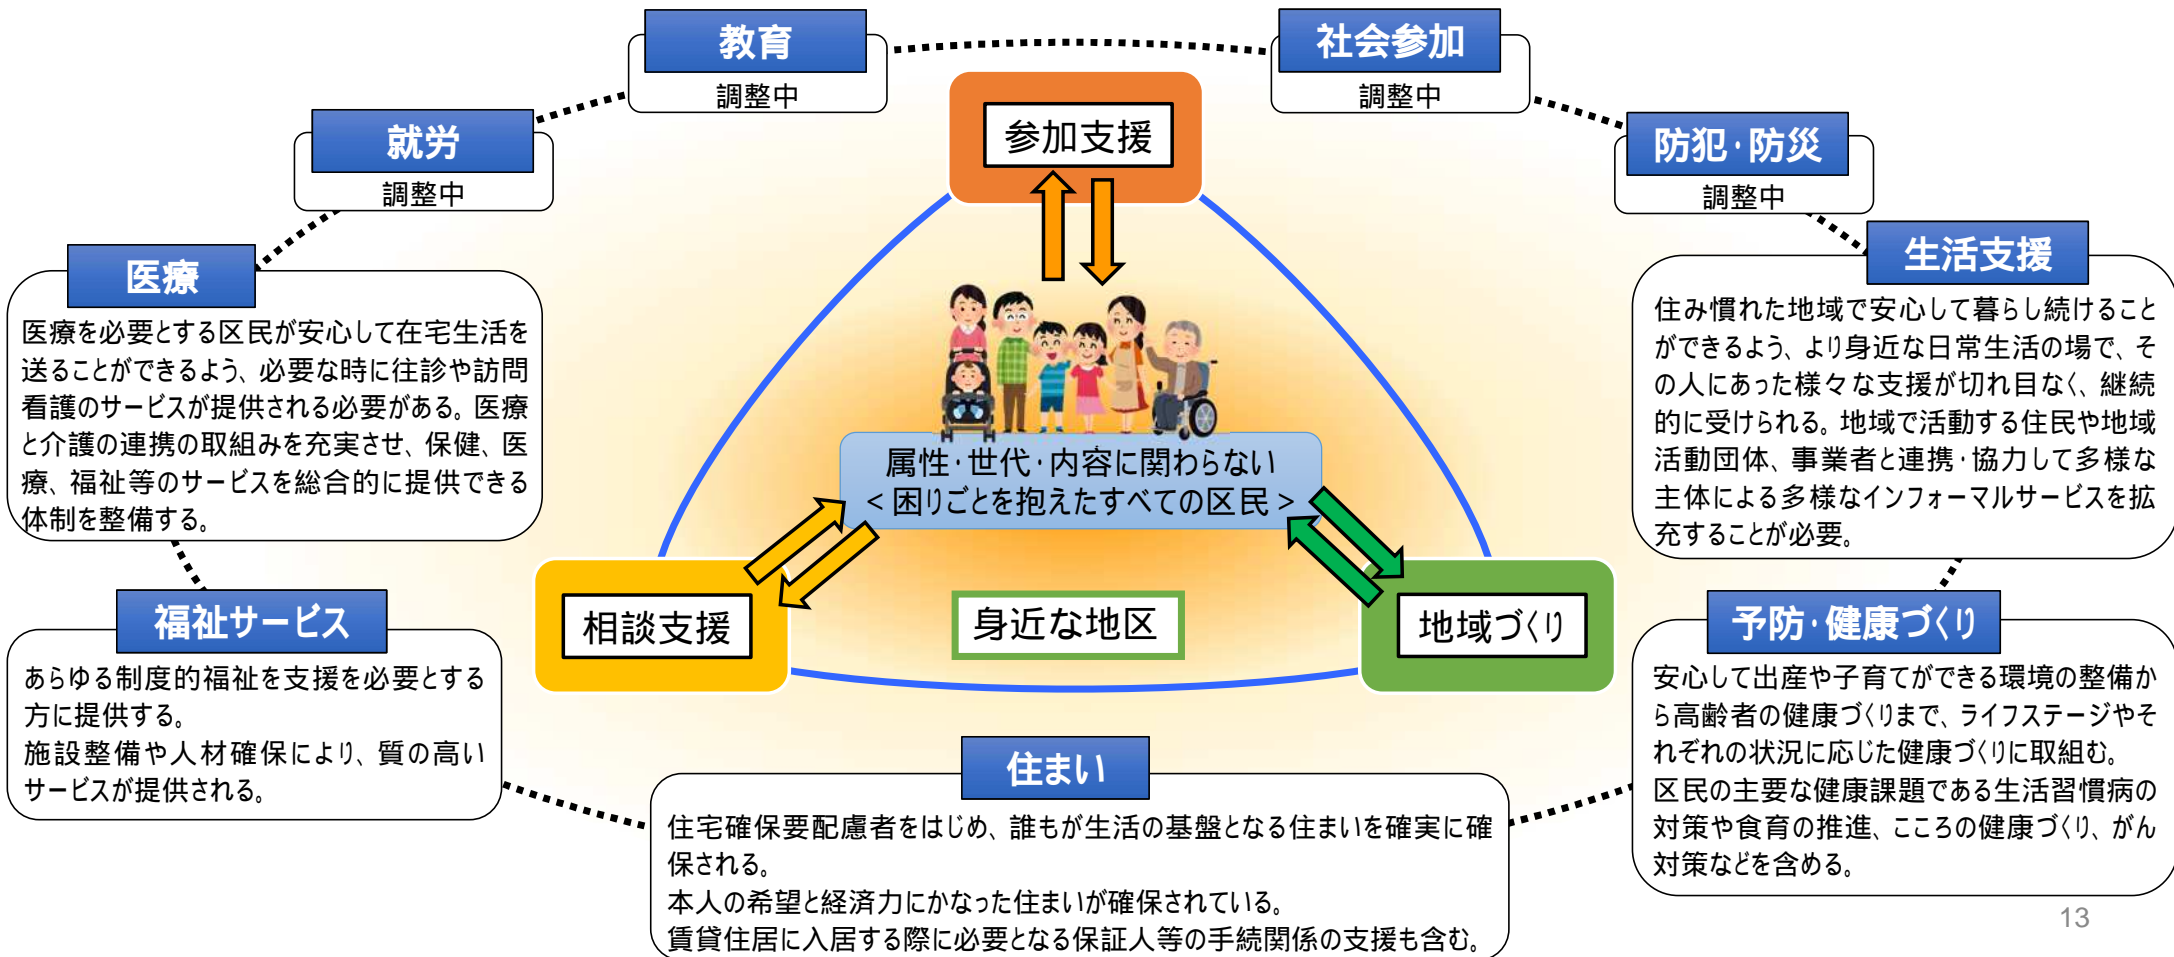 教育
調整中
社会参加
調整中
就労
調整中
参加支援
防犯・防災
調整中
医療
医療を必要とする区民が安心して在宅生活を
送ることができるよう、必要な時に往診や訪問
看護のサービスが提供される必要がある。医療
と介護の連携の取組みを充実させ、保健、医
療、福祉等のサービスを総合的に提供できる
体制を整備する。
生活支援
住み慣れた地域で安心して暮らし続けること
ができるよう、より身近な日常生活の場で、そ
の人にあった様々な支援が切れ目なく、継続
的に受けられる。地域で活動する住民や地域
活動団体、事業者と連携・協力して多様な
主体による多様なインフォーマルサービスを拡
充することが必要。
属性・世代・内容に関わらない
<困りごとを抱えたすべての区民>
相談支援
身近な地区
地域づくり
福祉サービス
あらゆる制度的福祉を支援を必要とする
方に提供する。
施設整備や人材確保により、質の高い
サービスが提供される。
予防・健康づくり
安心して出産や子育てができる環境の整備か
ら高齢者の健康づくりまで、ライフステージやそ
れぞれの状況に応じた健康づくりに取組む。
区民の主要な健康課題である生活習慣病の
対策や食育の推進、こころの健康づくり、がん
対策などを含める。
住まい
住宅確保要配慮者をはじめ、誰もが生活の基盤となる住まいを確実に確
保される。
本人の希望と経済力にかなった住まいが確保されている。
賃貸住居に入居する際に必要となる保証人等の手続関係の支援も含む。
13